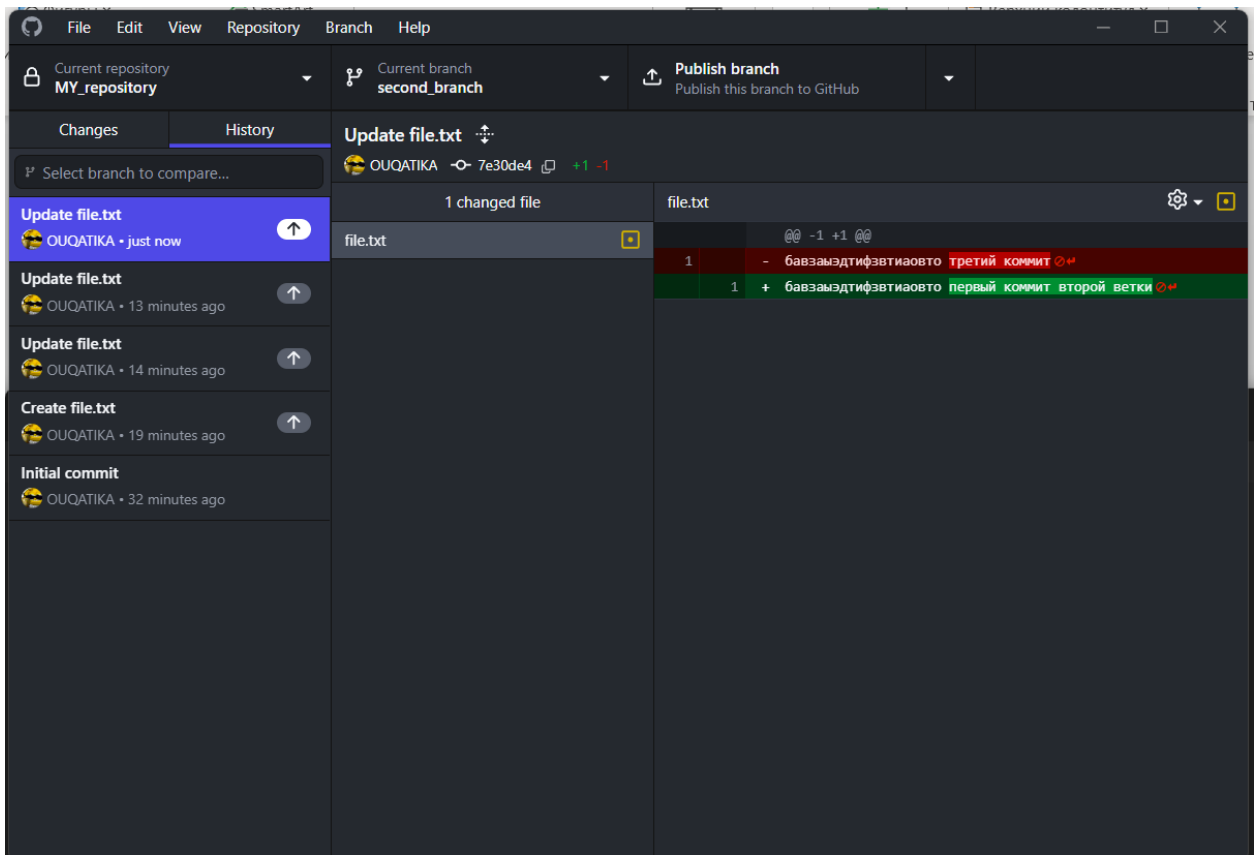 File Edit View Repository Branch Help
Current repository
MY_repository
Current branch
second_branch
Publish branch
Publish this branch to GitHub
Changes History
Select branch to compare...
Update file.txt
OUQATIKA • just now
Update file.txt
OUQATIKA • 13 minutes ago
Update file.txt
OUQATIKA • 14 minutes ago
Create file.txt
OUQATIKA • 19 minutes ago
Initial commit
OUQATIKA • 32 minutes ago
Update file.txt
OUQATIKA 7e30de4 +1 -1
1 changed file
file.txt
file.txt
@@ -1 +1 @@
1 - бавзаыэдтифзвтиаовто третий коммит
1 + бавзаыэдтифзвтиаовто первый коммит второй ветки